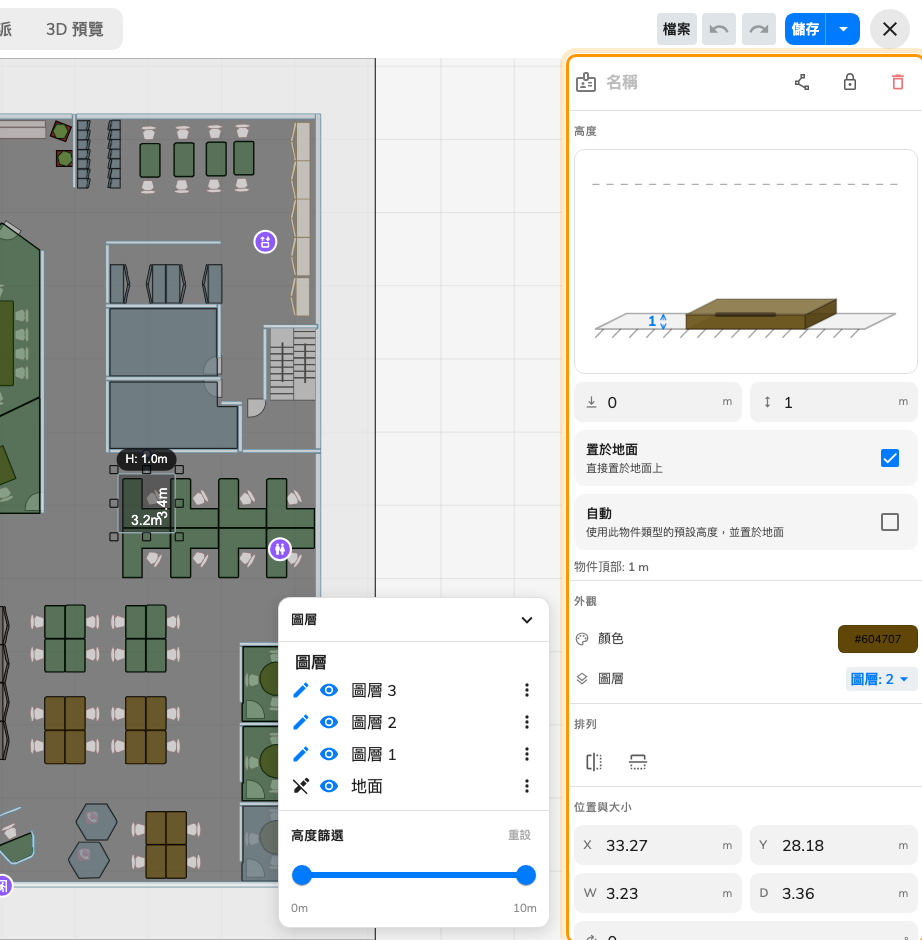 派
3D 預覽
檔案
儲存
名稱
高度
1
0
m
1
m
置於地面
直接置於地面上
自動
使用此物件類型的預設高度，並置於地面
物件頂部: 1 m
外觀
顏色
#604707
圖層
圖層: 2
排列
位置與大小
X
33.27
m
Y
28.18
m
W
3.23
m
D
3.36
m
0
H: 1.0m
3.4m
3.2m
圖層
圖層
圖層 3
圖層 2
圖層 1
地面
高度篩選
重設
0m
10m